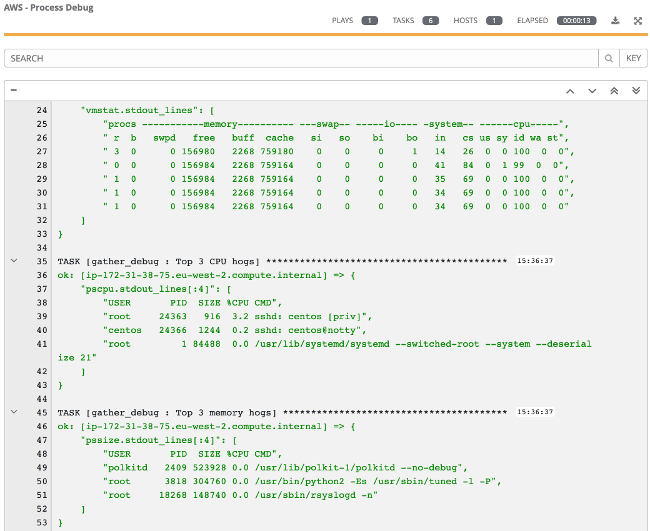 AWS - Process Debug
PLAYS 1 TASKS 6 HOSTS 1 ELAPSED 00:00:13
SEARCH KEY
24 "vmstat.stdout_lines": [
25 "procs -----------memory---------- ---swap-- -----io---- -system-- ------cpu-----",
26 " r  b   swpd   free   buff  cache   si   so    bi    bo   in   cs us sy id wa st",
27 " 3  0      0 156980   2268 759180    0    0     0     1   14   26  0  0 100  0  0",
28 " 0  0      0 156984   2268 759164    0    0     0     0   41   84  0  1 99  0  0",
29 " 1  0      0 156984   2268 759164    0    0     0     0   35   69  0  0 100  0  0",
30 " 1  0      0 156984   2268 759164    0    0     0     0   34   69  0  0 100  0  0",
31 " 1  0      0 156984   2268 759164    0    0     0     0   34   69  0  0 100  0  0"
32 ]
33 }
34
35 TASK [gather_debug : Top 3 CPU hogs] ****************************************** 15:36:37
36 ok: [ip-172-31-38-75.eu-west-2.compute.internal] => {
37 "pscpu.stdout_lines[:4]": [
38 "USER       PID  SIZE %CPU CMD",
39 "root     24363   916  3.2 sshd: centos [priv]",
40 "centos   24366  1244  0.2 sshd: centos@notty",
41 "root         1 84488  0.0 /usr/lib/systemd/systemd --switched-root --system --deserial
ize 21"
42 ]
43 }
44
45 TASK [gather_debug : Top 3 memory hogs] *************************************** 15:36:37
46 ok: [ip-172-31-38-75.eu-west-2.compute.internal] => {
47 "pssize.stdout_lines[:4]": [
48 "USER       PID  SIZE %CPU CMD",
49 "polkitd   2409 523928 0.0 /usr/lib/polkit-1/polkitd --no-debug",
50 "root      3818 304760 0.0 /usr/bin/python2 -Es /usr/sbin/tuned -l -P",
51 "root     18268 148740 0.0 /usr/sbin/rsyslogd -n"
52 ]
53 }